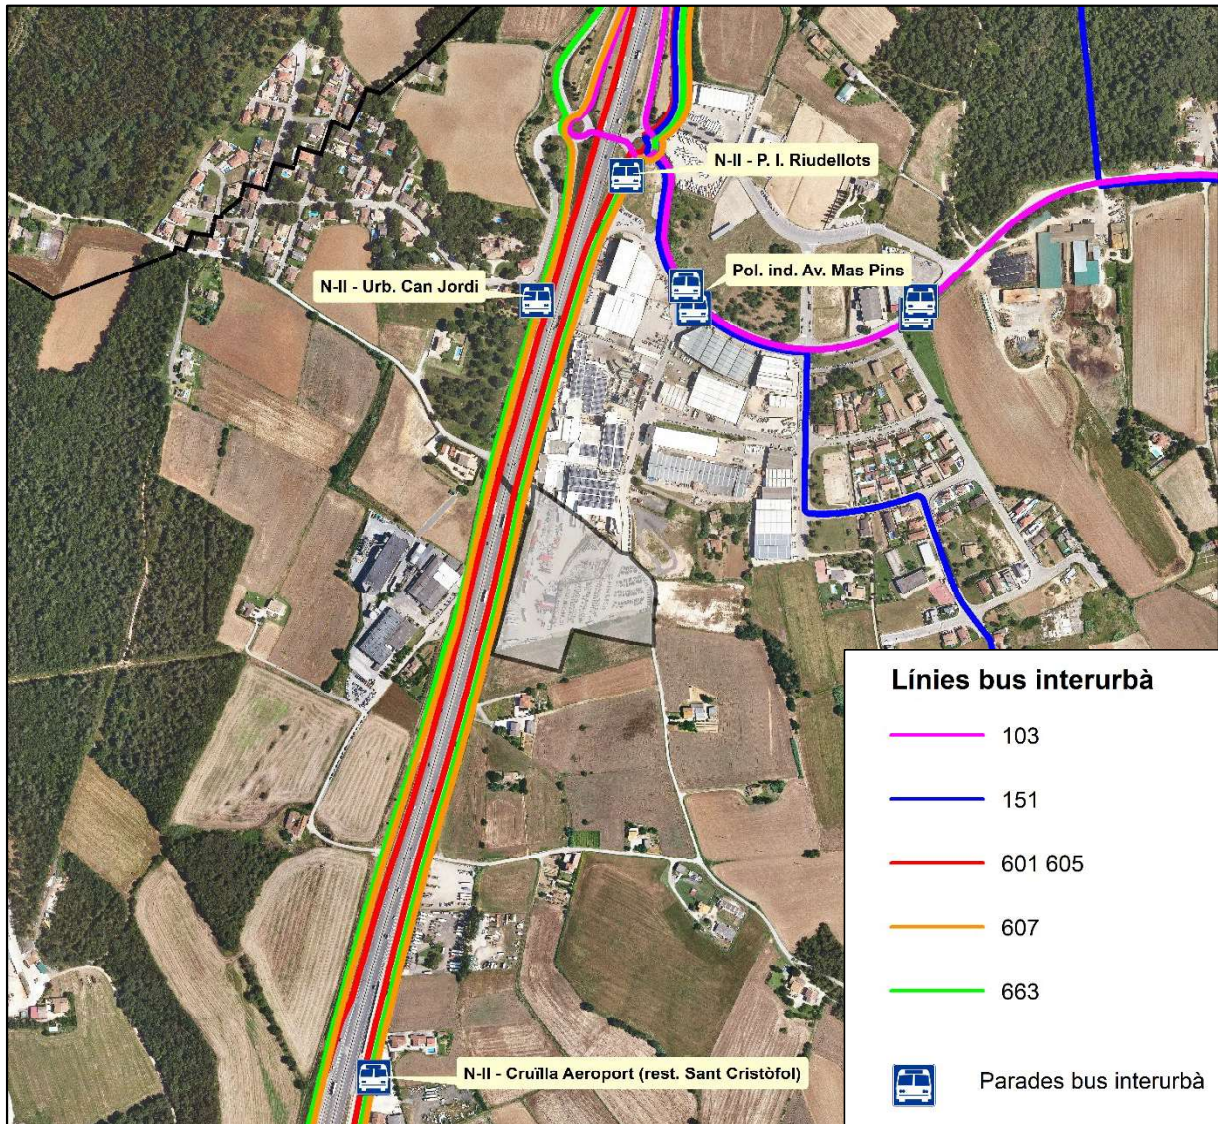 N-II - P. I. Riudellots
Pol. ind. Av. Mas Pins
N-II - Urb. Can Jordi
N-II - Cruïlla Aeroport (rest. Sant Cristòfol)
Línies bus interurbà
103
151
601 605
607
663
Parades bus interurbà